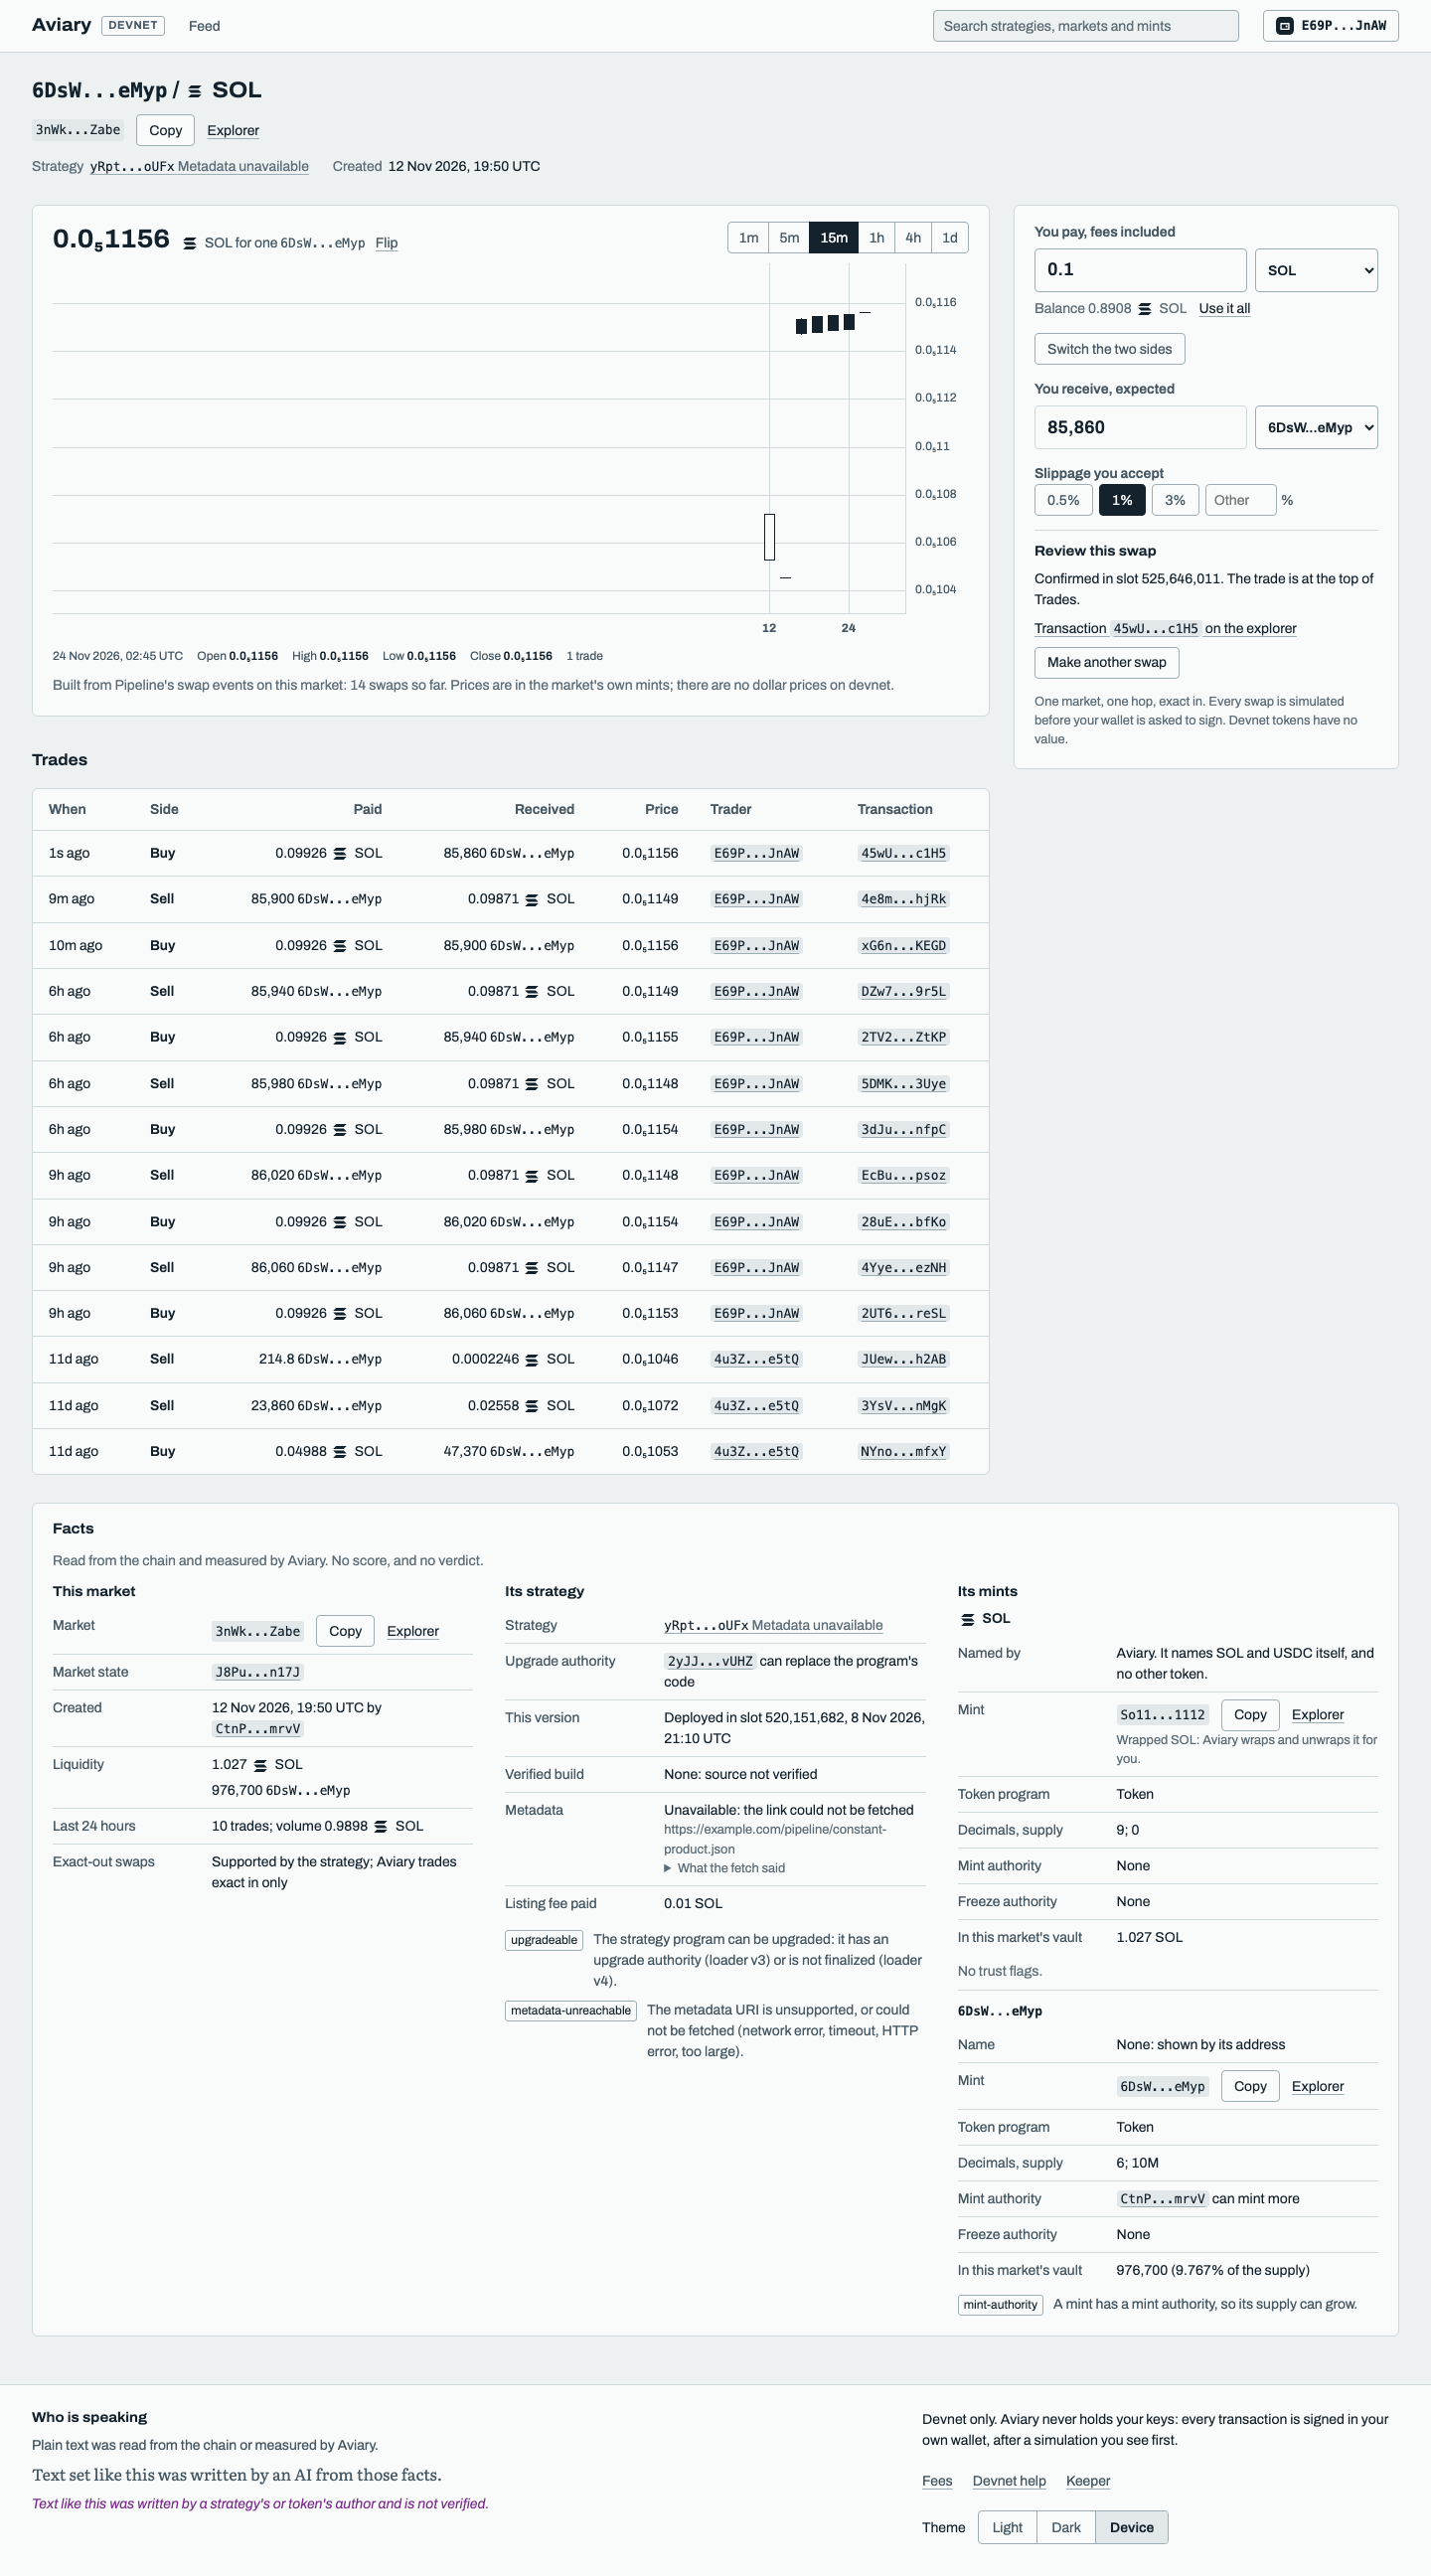 Aviary DEVNET Feed Search strategies, markets and mints E69P...JnAW
6DsW...eMyp / SOL
3nWk...Zabe Copy Explorer
Strategy yRpt...oUFx Metadata unavailable Created 12 Nov 2026, 19:50 UTC
0.0₅1156 SOL for one 6DsW...eMyp Flip
1m 5m 15m 1h 4h 1d
0.0₅116
0.0₅114
0.0₅112
0.0₅11
0.0₅108
0.0₅106
0.0₅104
12 24
24 Nov 2026, 02:45 UTC Open 0.0₅1156 High 0.0₅1156 Low 0.0₅1156 Close 0.0₅1156 1 trade
Built from Pipeline's swap events on this market: 14 swaps so far. Prices are in the market's own mints; there are no dollar prices on devnet.
You pay, fees included
0.1 SOL
Balance 0.8908 SOL Use it all
Switch the two sides
You receive, expected
85,860 6DsW...eMyp
Slippage you accept
0.5% 1% 3% Other %
Review this swap
Confirmed in slot 525,646,011. The trade is at the top of
Trades.
Transaction 45wU...c1H5 on the explorer
Make another swap
One market, one hop, exact in. Every swap is simulated
before your wallet is asked to sign. Devnet tokens have no
value.
Trades
When Side Paid Received Price Trader Transaction
1s ago Buy 0.09926 SOL 85,860 6DsW...eMyp 0.0₅1156 E69P...JnAW 45wU...c1H5
9m ago Sell 85,900 6DsW...eMyp 0.09871 SOL 0.0₅1149 E69P...JnAW 4e8m...hjRk
10m ago Buy 0.09926 SOL 85,900 6DsW...eMyp 0.0₅1156 E69P...JnAW xG6n...KEGD
6h ago Sell 85,940 6DsW...eMyp 0.09871 SOL 0.0₅1149 E69P...JnAW DZw7...9r5L
6h ago Buy 0.09926 SOL 85,940 6DsW...eMyp 0.0₅1155 E69P...JnAW 2TV2...ZtKP
6h ago Sell 85,980 6DsW...eMyp 0.09871 SOL 0.0₅1148 E69P...JnAW 5DMK...3Uye
6h ago Buy 0.09926 SOL 85,980 6DsW...eMyp 0.0₅1154 E69P...JnAW 3dJu...nfpC
9h ago Sell 86,020 6DsW...eMyp 0.09871 SOL 0.0₅1148 E69P...JnAW EcBu...psoz
9h ago Buy 0.09926 SOL 86,020 6DsW...eMyp 0.0₅1154 E69P...JnAW 28uE...bfKo
9h ago Sell 86,060 6DsW...eMyp 0.09871 SOL 0.0₅1147 E69P...JnAW 4Yye...ezNH
9h ago Buy 0.09926 SOL 86,060 6DsW...eMyp 0.0₅1153 E69P...JnAW 2UT6...reSL
11d ago Sell 214.8 6DsW...eMyp 0.0002246 SOL 0.0₅1046 4u3Z...e5tQ JUew...h2AB
11d ago Sell 23,860 6DsW...eMyp 0.02558 SOL 0.0₅1072 4u3Z...e5tQ 3YsV...nMgK
11d ago Buy 0.04988 SOL 47,370 6DsW...eMyp 0.0₅1053 4u3Z...e5tQ NYno...mfxY
Facts
Read from the chain and measured by Aviary. No score, and no verdict.
This market
Market 3nWk...Zabe Copy Explorer
Market state J8Pu...n17J
Created 12 Nov 2026, 19:50 UTC by
CtnP...mrvV
Liquidity 1.027 SOL
976,700 6DsW...eMyp
Last 24 hours 10 trades; volume 0.9898 SOL
Exact-out swaps Supported by the strategy; Aviary trades
exact in only
Its strategy
Strategy yRpt...oUFx Metadata unavailable
Upgrade authority 2yJJ...vUHZ can replace the program's
code
This version Deployed in slot 520,151,682, 8 Nov 2026,
21:10 UTC
Verified build None: source not verified
Metadata Unavailable: the link could not be fetched
https://example.com/pipeline/constant-
product.json
▶ What the fetch said
Listing fee paid 0.01 SOL
upgradeable The strategy program can be upgraded: it has an
upgrade authority (loader v3) or is not finalized (loader
v4).
metadata-unreachable The metadata URI is unsupported, or could
not be fetched (network error, timeout, HTTP
error, too large).
Its mints
SOL
Named by Aviary. It names SOL and USDC itself, and
no other token.
Mint So11...1112 Copy Explorer
Wrapped SOL: Aviary wraps and unwraps it for
you.
Token program Token
Decimals, supply 9; 0
Mint authority None
Freeze authority None
In this market's vault 1.027 SOL
No trust flags.
6DsW...eMyp
Name None: shown by its address
Mint 6DsW...eMyp Copy Explorer
Token program Token
Decimals, supply 6; 10M
Mint authority CtnP...mrvV can mint more
Freeze authority None
In this market's vault 976,700 (9.767% of the supply)
mint-authority A mint has a mint authority, so its supply can grow.
Who is speaking
Plain text was read from the chain or measured by Aviary.
Text set like this was written by an AI from those facts.
Text like this was written by a strategy's or token's author and is not verified.
Devnet only. Aviary never holds your keys: every transaction is signed in your
own wallet, after a simulation you see first.
Fees Devnet help Keeper
Theme Light Dark Device